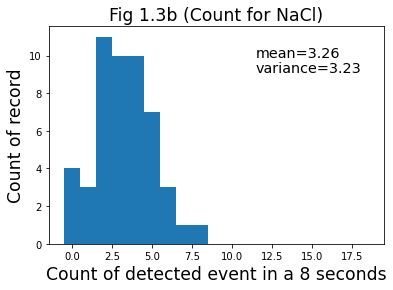 Fig 1.3b (Count for NaCl)
mean=3.26
variance=3.23
Count of record
10
8
6
4
2
0
0.0 2.5 5.0 7.5 10.0 12.5 15.0 17.5
Count of detected event in a 8 seconds